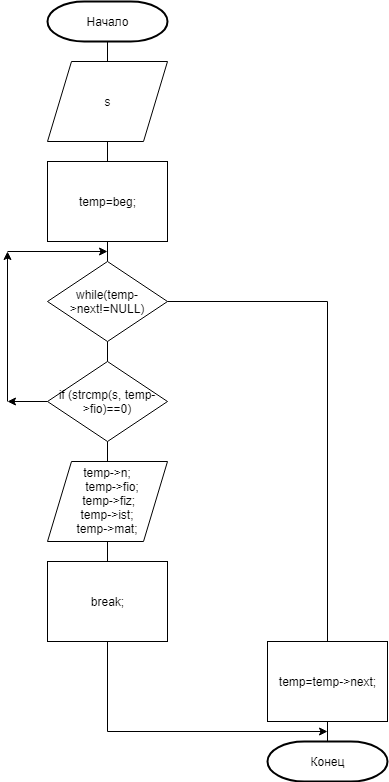 Начало
s
temp=beg;
while(temp-
>next!=NULL)
if (strcmp(s, temp-
>fio)==0)
temp->n;
temp->fio;
temp->fiz;
temp->ist;
temp->mat;
break;
temp=temp->next;
Конец